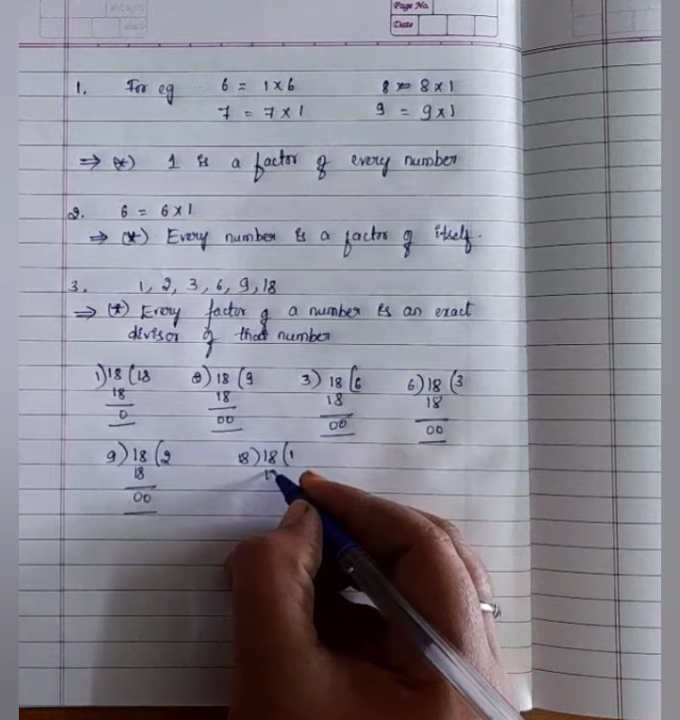 Page No.
Date
1. For eg 6 = 1 x 6 8 = 8 x 1
7 = 7 x 1 9 = 9 x 1
⇒ (*) 1 is a factor of every number
2. 6 = 6 x 1
⇒ (*) Every number is a factor of itself.
3. 1, 2, 3, 6, 9, 18
⇒ (*) Every factor of a number is an exact
divisor of that number
1)18(18 2)18(9 3)18(6 6)18(3
18 18 18 18
0 00 00 00
9)18(2 18)18(1
18 1
00